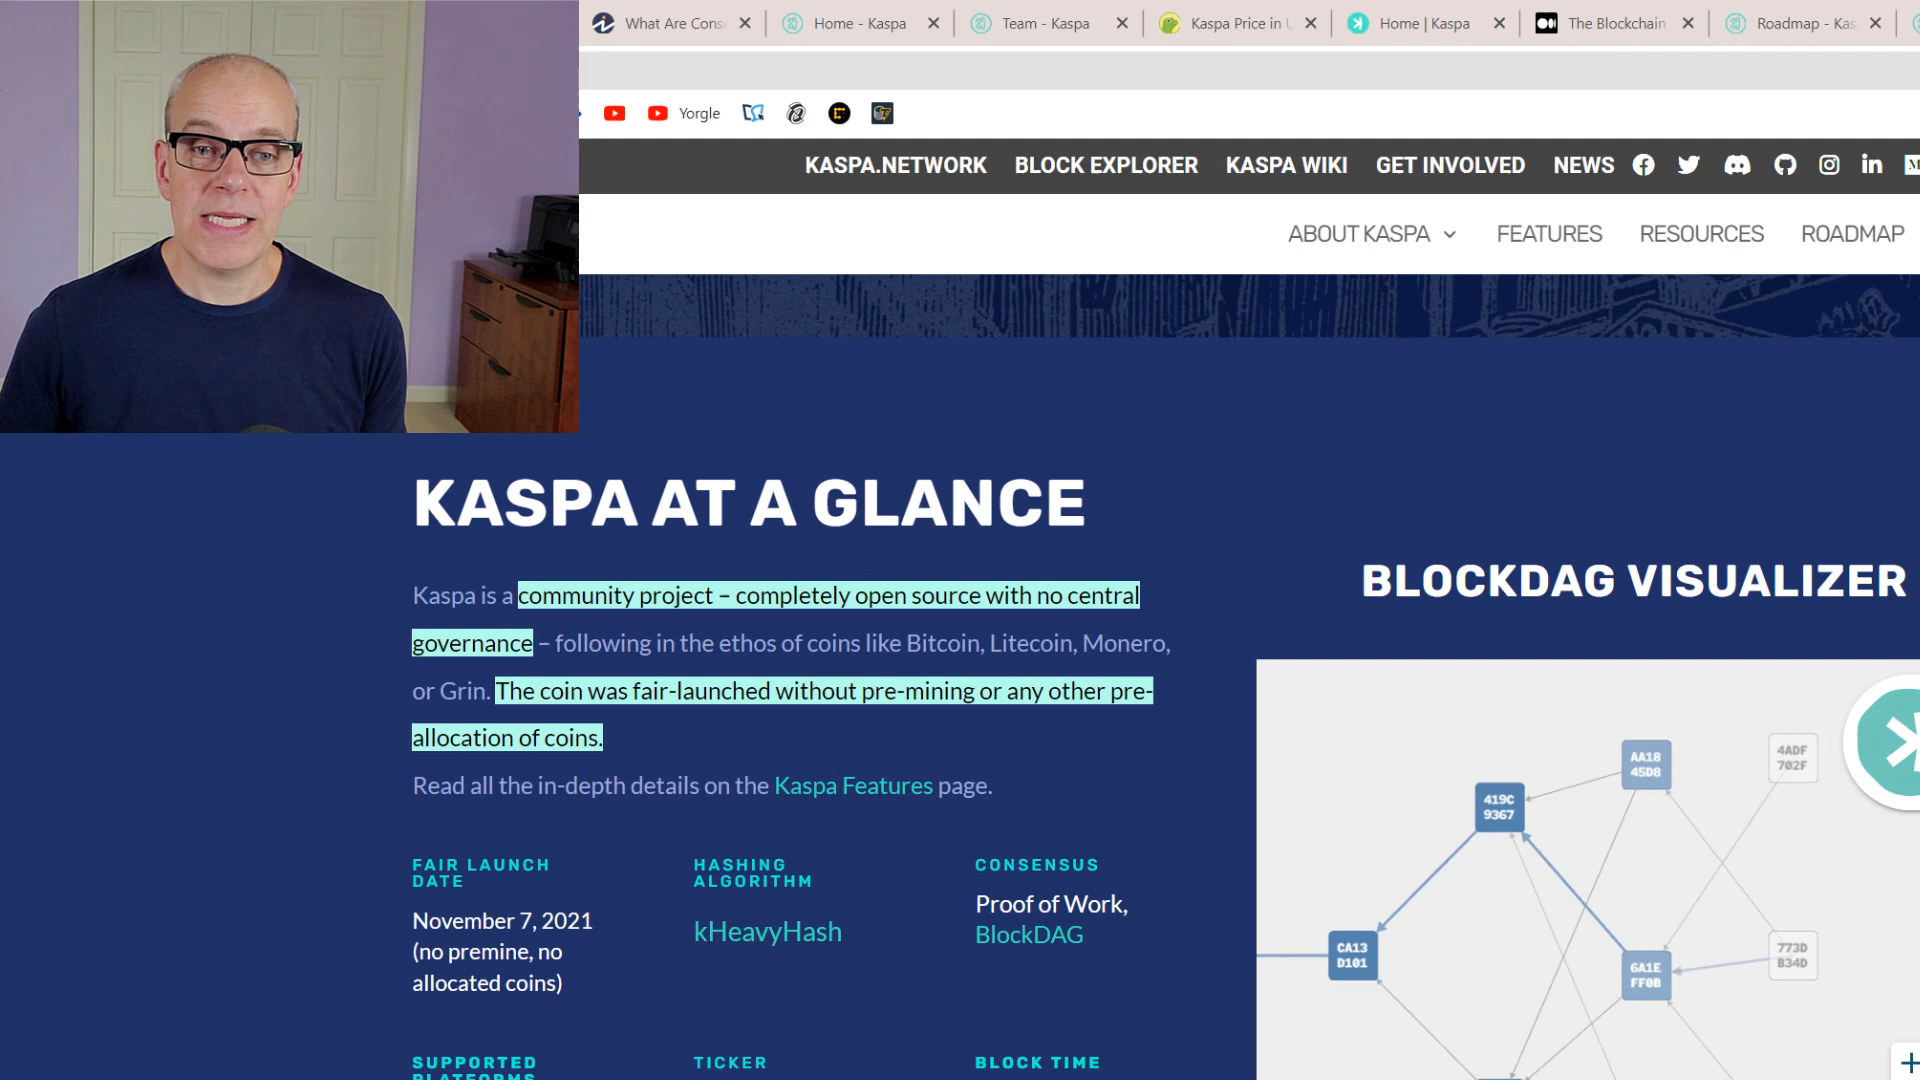 What Are Cons
Home - Kaspa
Team - Kaspa
Kaspa Price in U
Home | Kaspa
The Blockchain
Roadmap - Kas
Yorgle
KASPA.NETWORK BLOCK EXPLORER KASPA WIKI GET INVOLVED NEWS
ABOUT KASPA FEATURES RESOURCES ROADMAP
KASPA AT A GLANCE
Kaspa is a community project – completely open source with no central
governance – following in the ethos of coins like Bitcoin, Litecoin, Monero,
or Grin. The coin was fair-launched without pre-mining or any other pre-
allocation of coins.
Read all the in-depth details on the Kaspa Features page.
FAIR LAUNCH
DATE
November 7, 2021
(no premine, no
allocated coins)
HASHING
ALGORITHM
kHeavyHash
CONSENSUS
Proof of Work,
BlockDAG
SUPPORTED
PLATFORMS
TICKER
BLOCK TIME
BLOCKDAG VISUALIZER
AA18
45D8
4ADF
702F
419C
9367
CA13
D101
6A1E
FF0B
773D
B34D